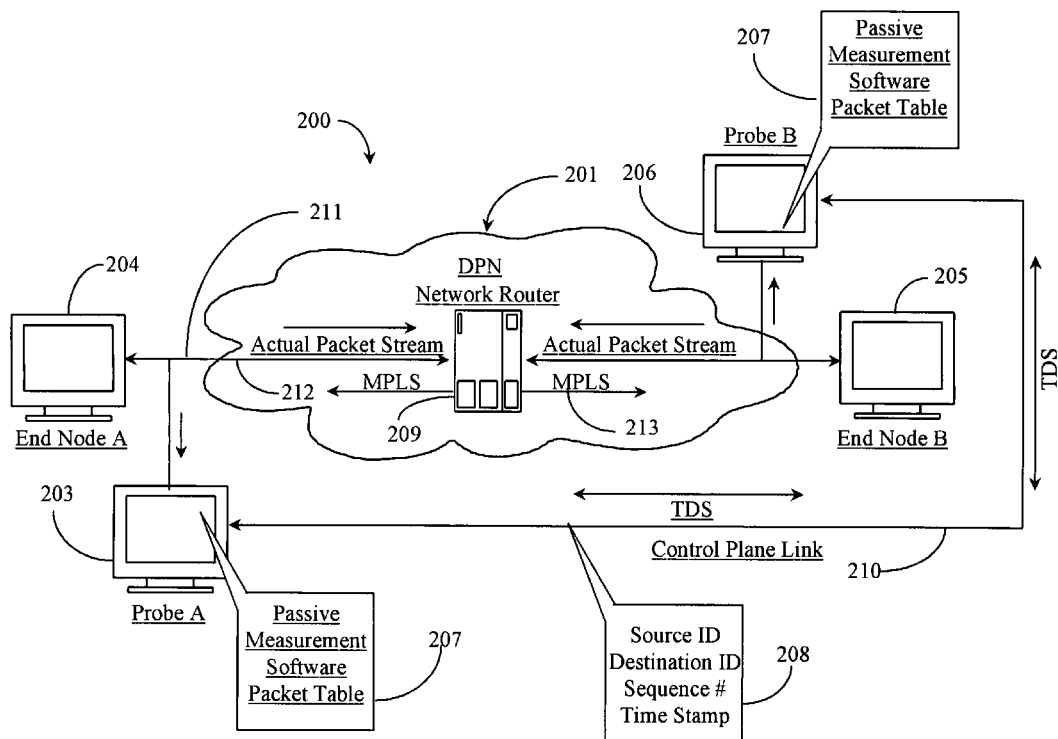 207
Passive
Measurement
Software
Packet Table
200
Probe B
201
206
211
204
DPN
Network Router
205
Actual Packet Stream
Actual Packet Stream
TDS
212
MPLS
MPLS
209
213
End Node A
End Node B
203
TDS
Control Plane Link
210
Probe A
Passive
Measurement
Software
Packet Table
207
Source ID
Destination ID
Sequence #
Time Stamp
208